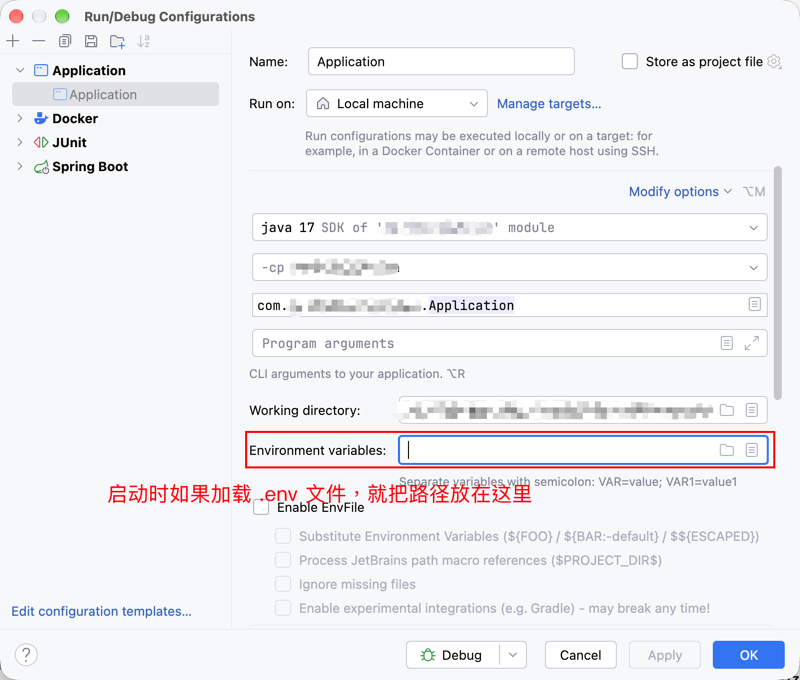 Run/Debug Configurations
Application
Application
Docker
JUnit
Spring Boot
Edit configuration templates...
Name:
Application
Store as project file
Run on:
Local machine
Manage targets...
Run configurations may be executed locally or on a target: for
example, in a Docker Container or on a remote host using SSH.
Modify options
⌥M
java 17 SDK of ' ' module
-cp
com. .Application
Program arguments
CLI arguments to your application. ⌥R
Working directory:
Environment variables:
Separate variables with semicolon: VAR=value; VAR1=value1
启动时如果加载 .env 文件，就把路径放在这里
Enable EnvFile
Substitute Environment Variables (${FOO} / ${BAR:-default} / $${ESCAPED})
Process JetBrains path macro references ($PROJECT_DIR$)
Ignore missing files
Enable experimental integrations (e.g. Gradle) - may break any time!
?
Debug
Cancel
Apply
OK